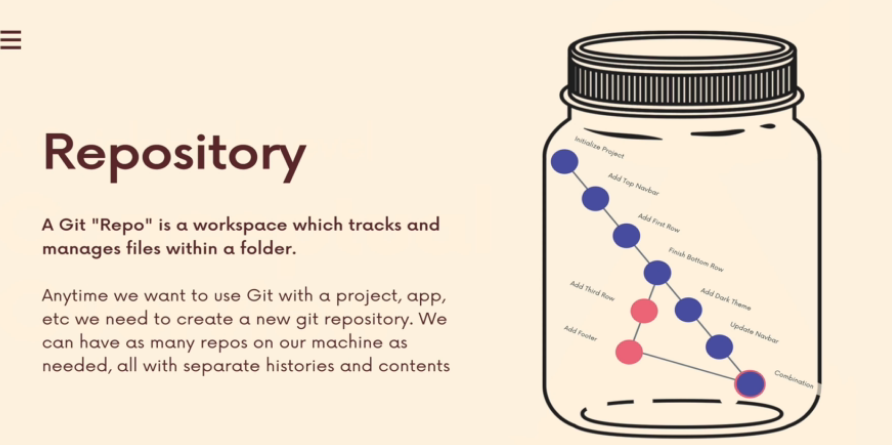 Repository
A Git "Repo" is a workspace which tracks and
manages files within a folder.
Anytime we want to use Git with a project, app,
etc we need to create a new git repository. We
can have as many repos on our machine as
needed, all with separate histories and contents
Initialize Project
Add Top Navbar
Add First Row
Finish Bottom Row
Add Third Row
Add Dark Theme
Add Footer
Update Navbar
Combination